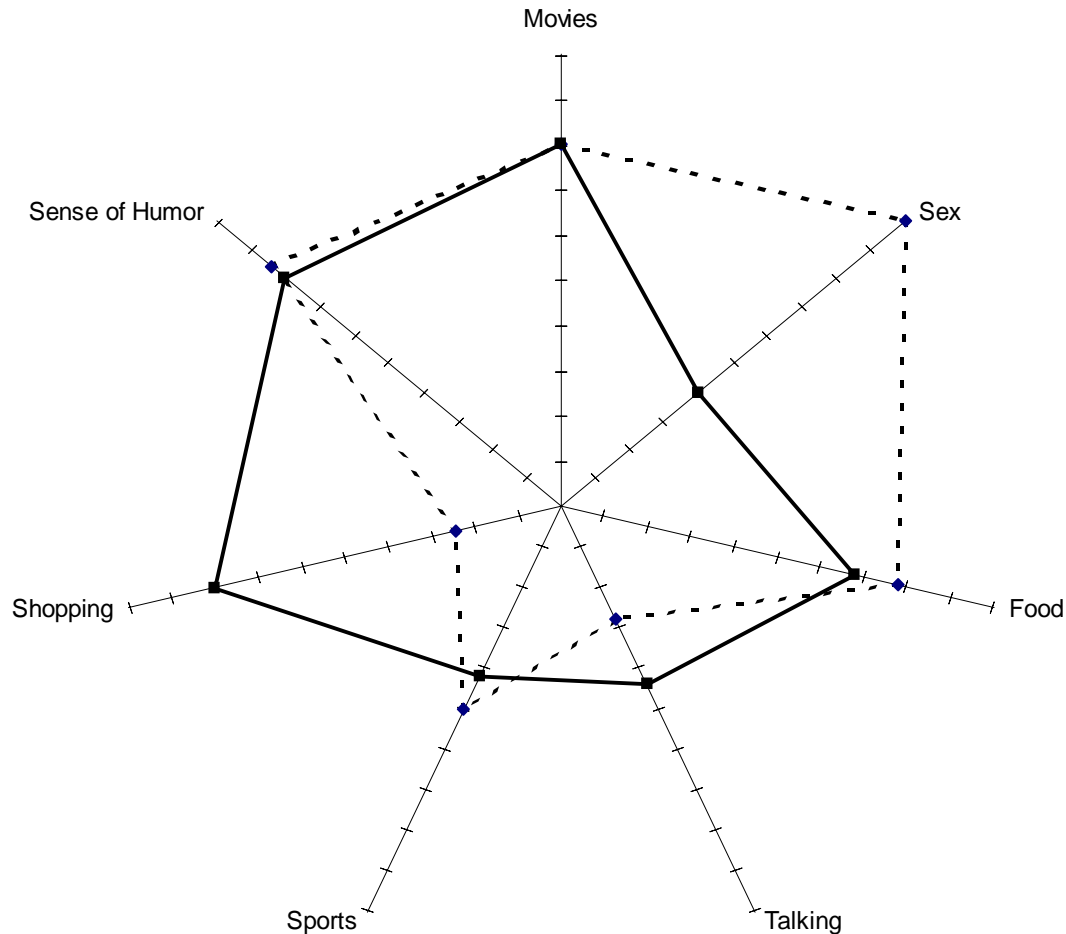 Movies
Sense of Humor
Sex
Shopping
Food
Sports
Talking